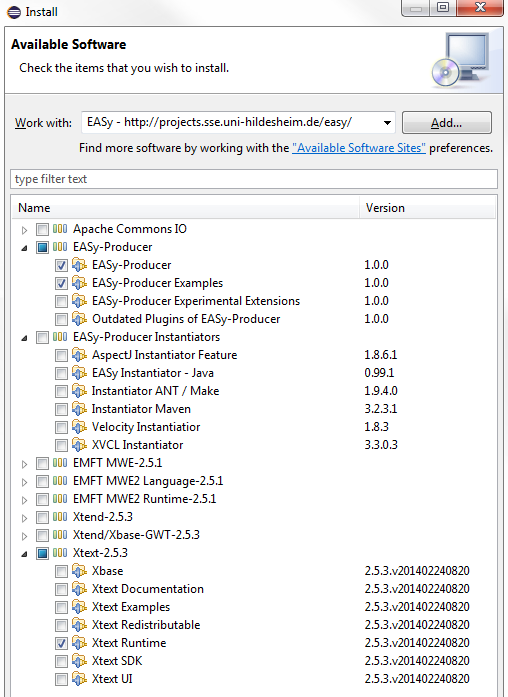 Install
Available Software
Check the items that you wish to install.
Work with: EASy - http://projects.sse.uni-hildesheim.de/easy/ Add...
Find more software by working with the "Available Software Sites" preferences.
type filter text
Name Version
Apache Commons IO
EASy-Producer
EASy-Producer 1.0.0
EASy-Producer Examples 1.0.0
EASy-Producer Experimental Extensions 1.0.0
Outdated Plugins of EASy-Producer 1.0.0
EASy-Producer Instantiators
AspectJ Instantiator Feature 1.8.6.1
EASy Instantiator - Java 0.99.1
Instantiator ANT / Make 1.9.4.0
Instantiator Maven 3.2.3.1
Velocity Instantiatior 1.8.3
XVCL Instantiator 3.3.0.3
EMFT MWE-2.5.1
EMFT MWE2 Language-2.5.1
EMFT MWE2 Runtime-2.5.1
Xtend-2.5.3
Xtend/Xbase-GWT-2.5.3
Xtext-2.5.3
Xbase 2.5.3.v201402240820
Xtext Documentation 2.5.3.v201402240820
Xtext Examples 2.5.3.v201402240820
Xtext Redistributable 2.5.3.v201402240820
Xtext Runtime 2.5.3.v201402240820
Xtext SDK 2.5.3.v201402240820
Xtext UI 2.5.3.v201402240820